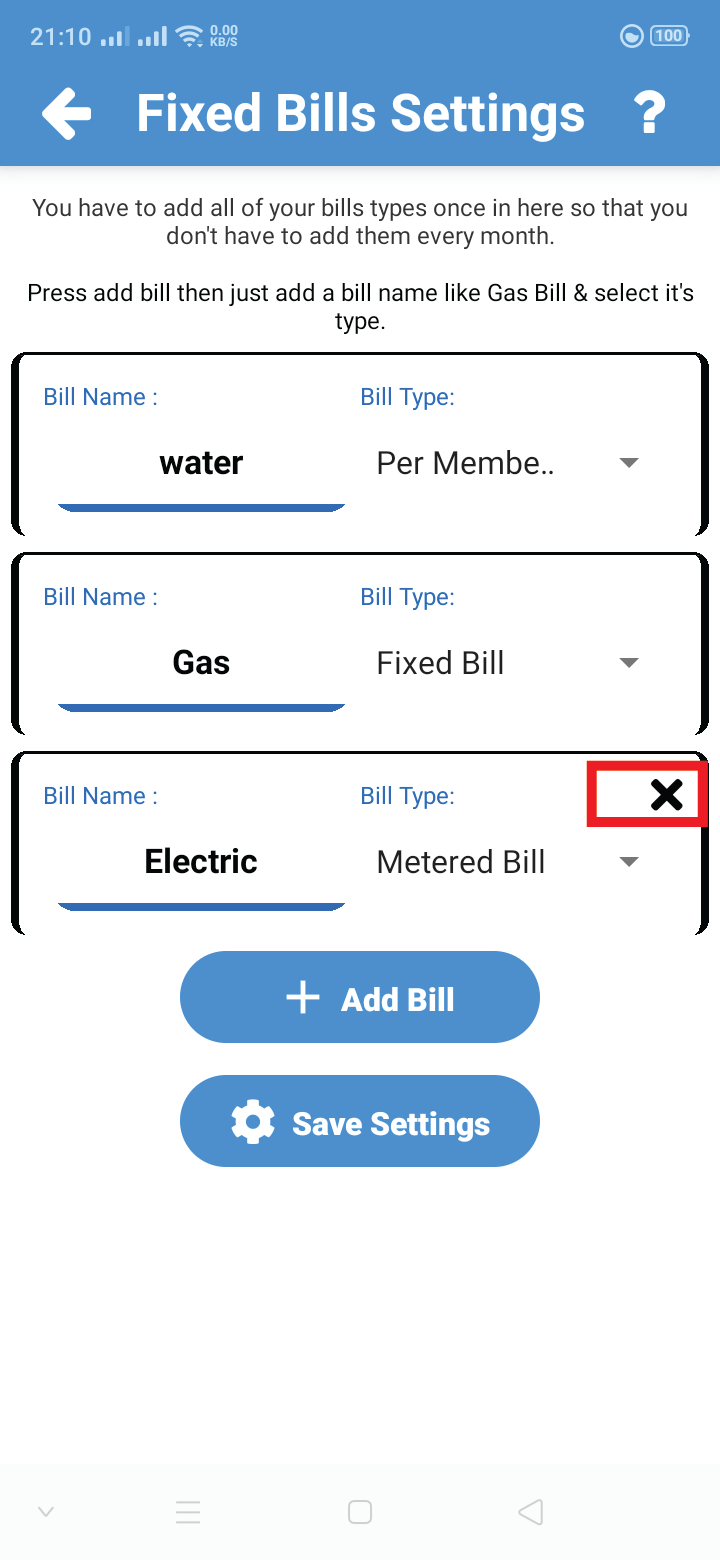 21:10 0.00 KB/S 100
Fixed Bills Settings ?
You have to add all of your bills types once in here so that you
don't have to add them every month.
Press add bill then just add a bill name like Gas Bill & select it's
type.
Bill Name : Bill Type:
water Per Membe..
Bill Name : Bill Type:
Gas Fixed Bill
Bill Name : Bill Type:
Electric Metered Bill
Add Bill
Save Settings